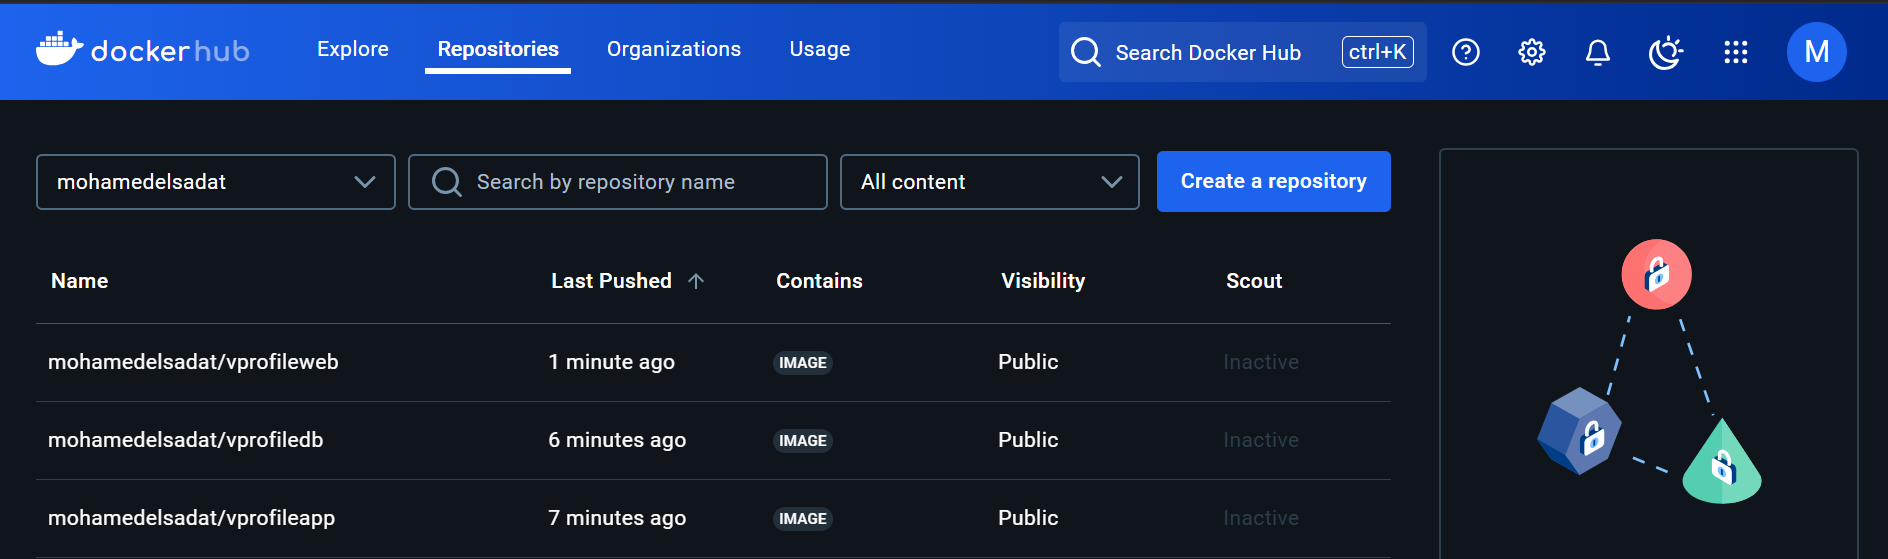 dockerhub Explore Repositories Organizations Usage Search Docker Hub ctrl+K M
mohamedelsadat Search by repository name All content Create a repository
Name Last Pushed Contains Visibility Scout
mohamedelsadat/vprofileweb 1 minute ago IMAGE Public Inactive
mohamedelsadat/vprofiledb 6 minutes ago IMAGE Public Inactive
mohamedelsadat/vprofileapp 7 minutes ago IMAGE Public Inactive